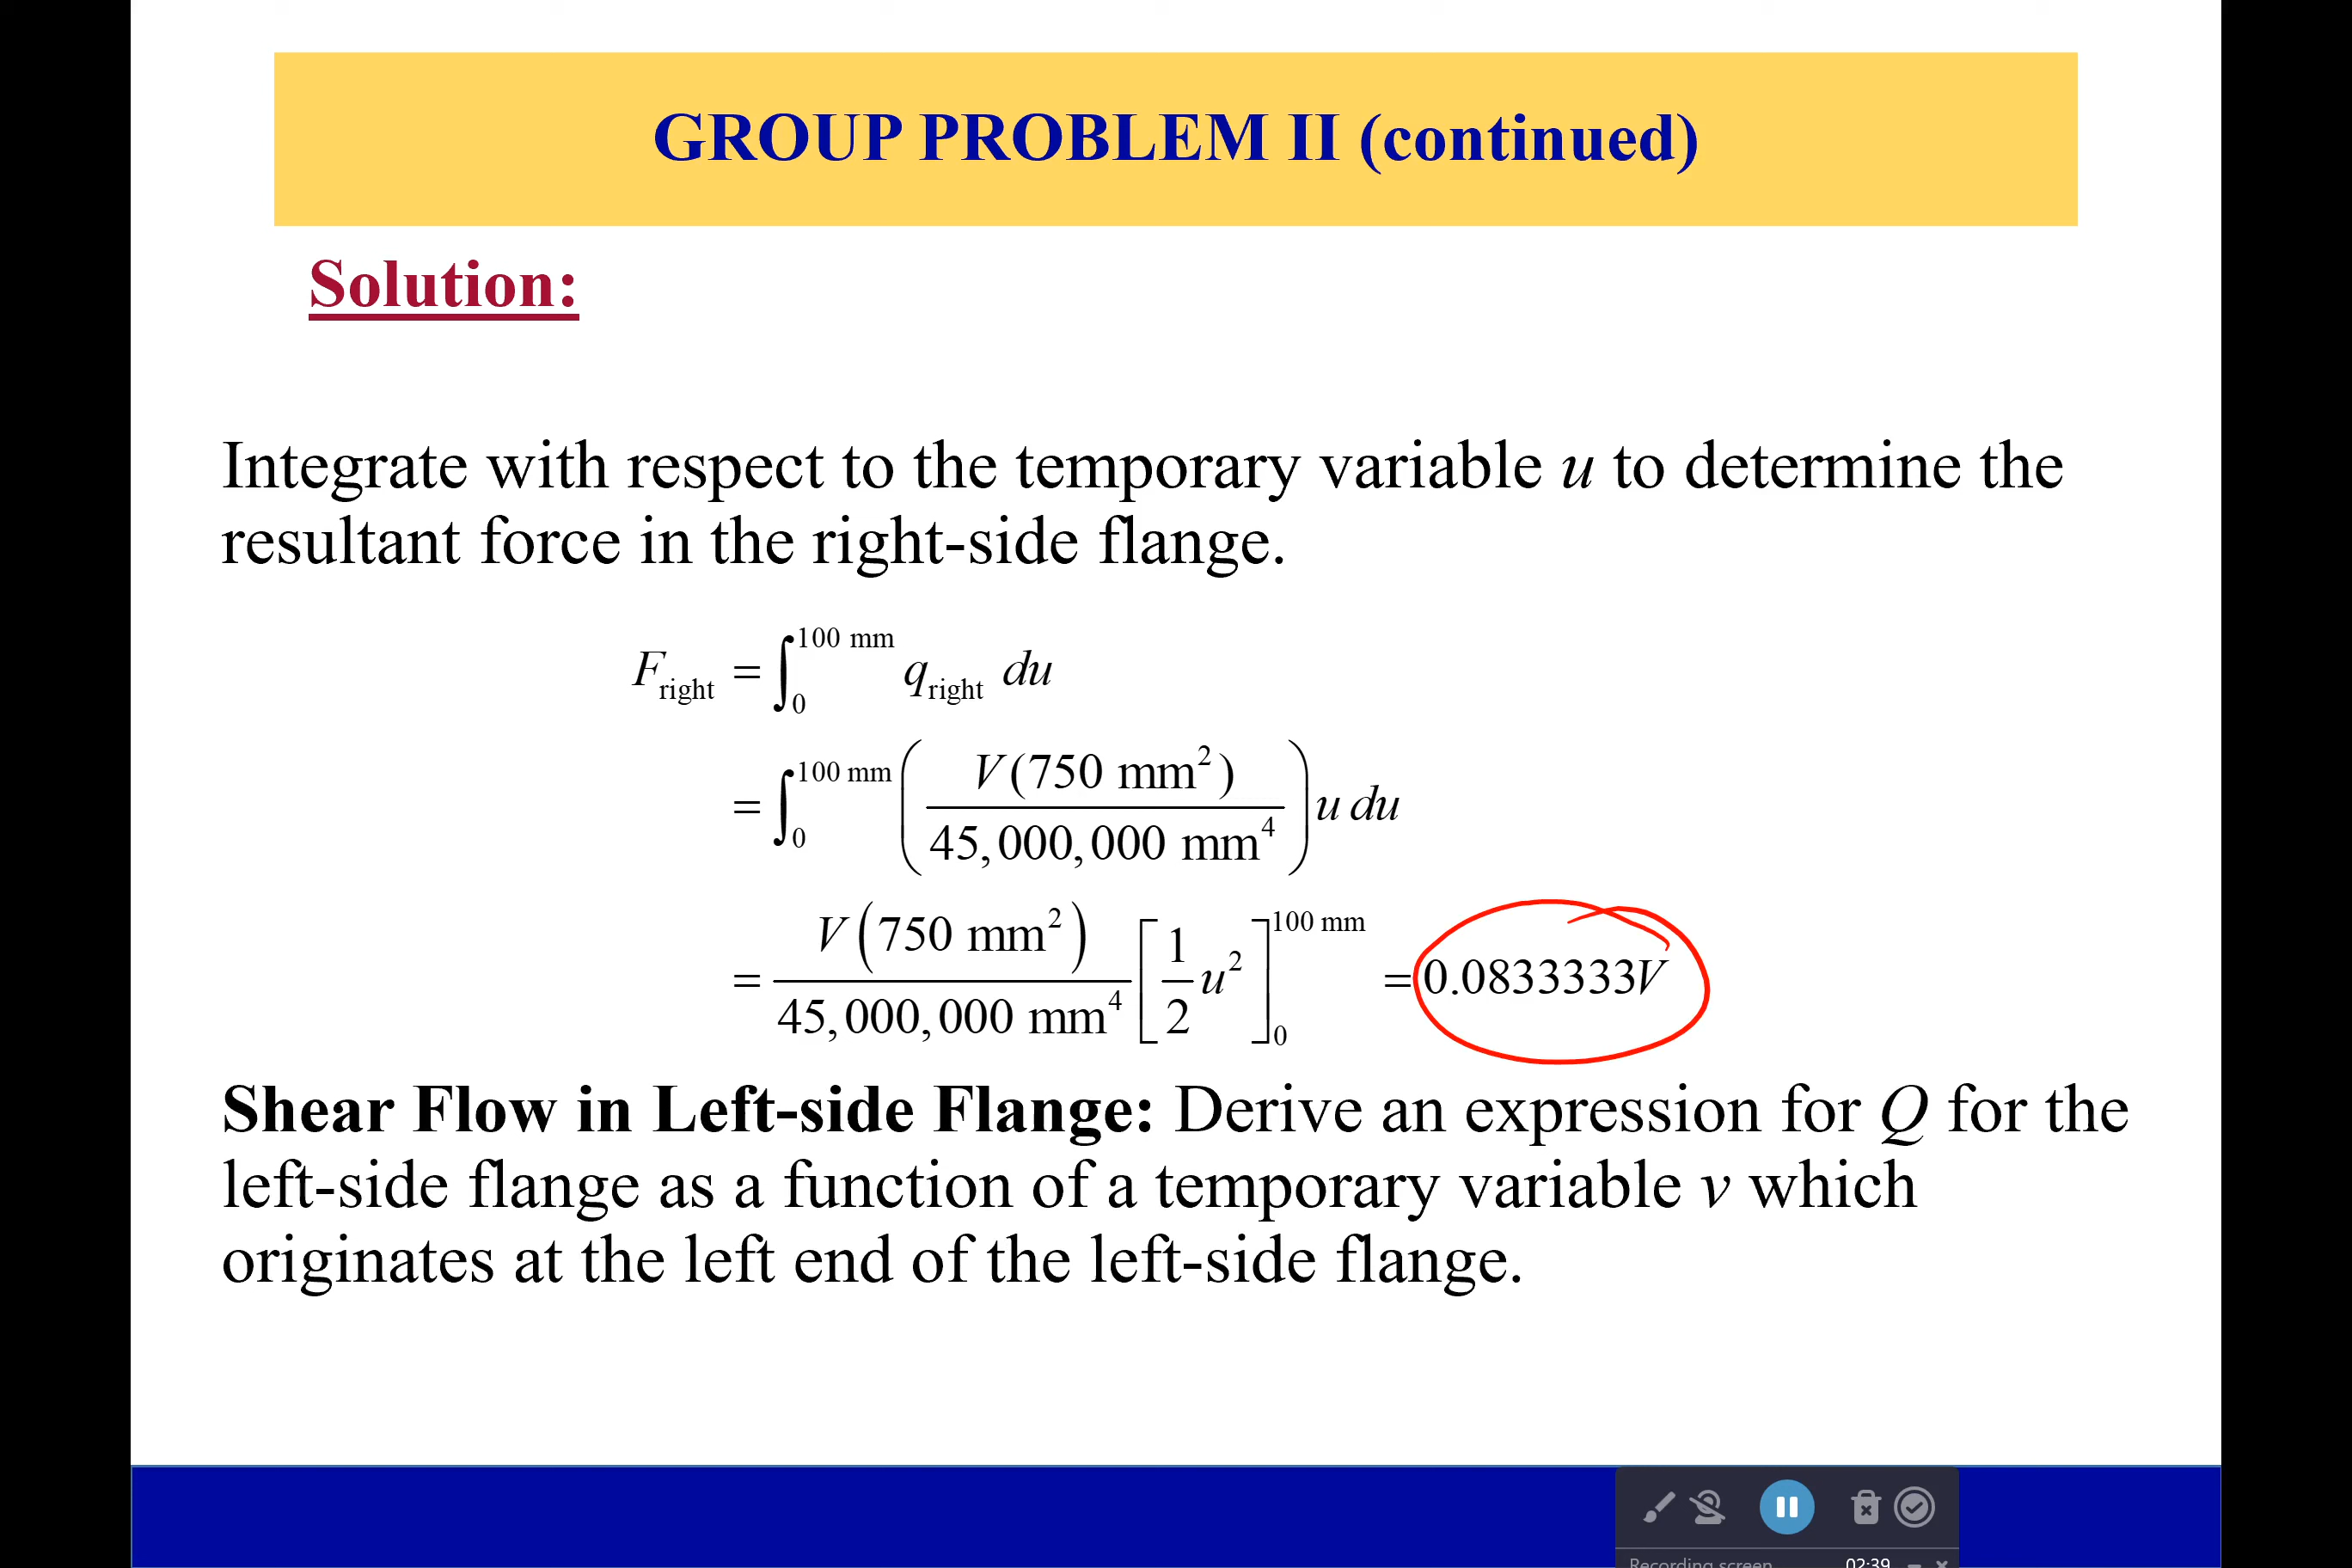 GROUP PROBLEM II (continued)
Solution:
Integrate with respect to the temporary variable u to determine the
resultant force in the right-side flange.
F_right = ∫_0^{100 mm} q_right du
= ∫_0^{100 mm} ( V(750 mm²) / 45,000,000 mm⁴ ) u du
= V(750 mm²) / 45,000,000 mm⁴ [ 1/2 u² ]_0^{100 mm} = 0.0833333V
Shear Flow in Left-side Flange: Derive an expression for Q for the
left-side flange as a function of a temporary variable v which
originates at the left end of the left-side flange.
Recording screen 02:39